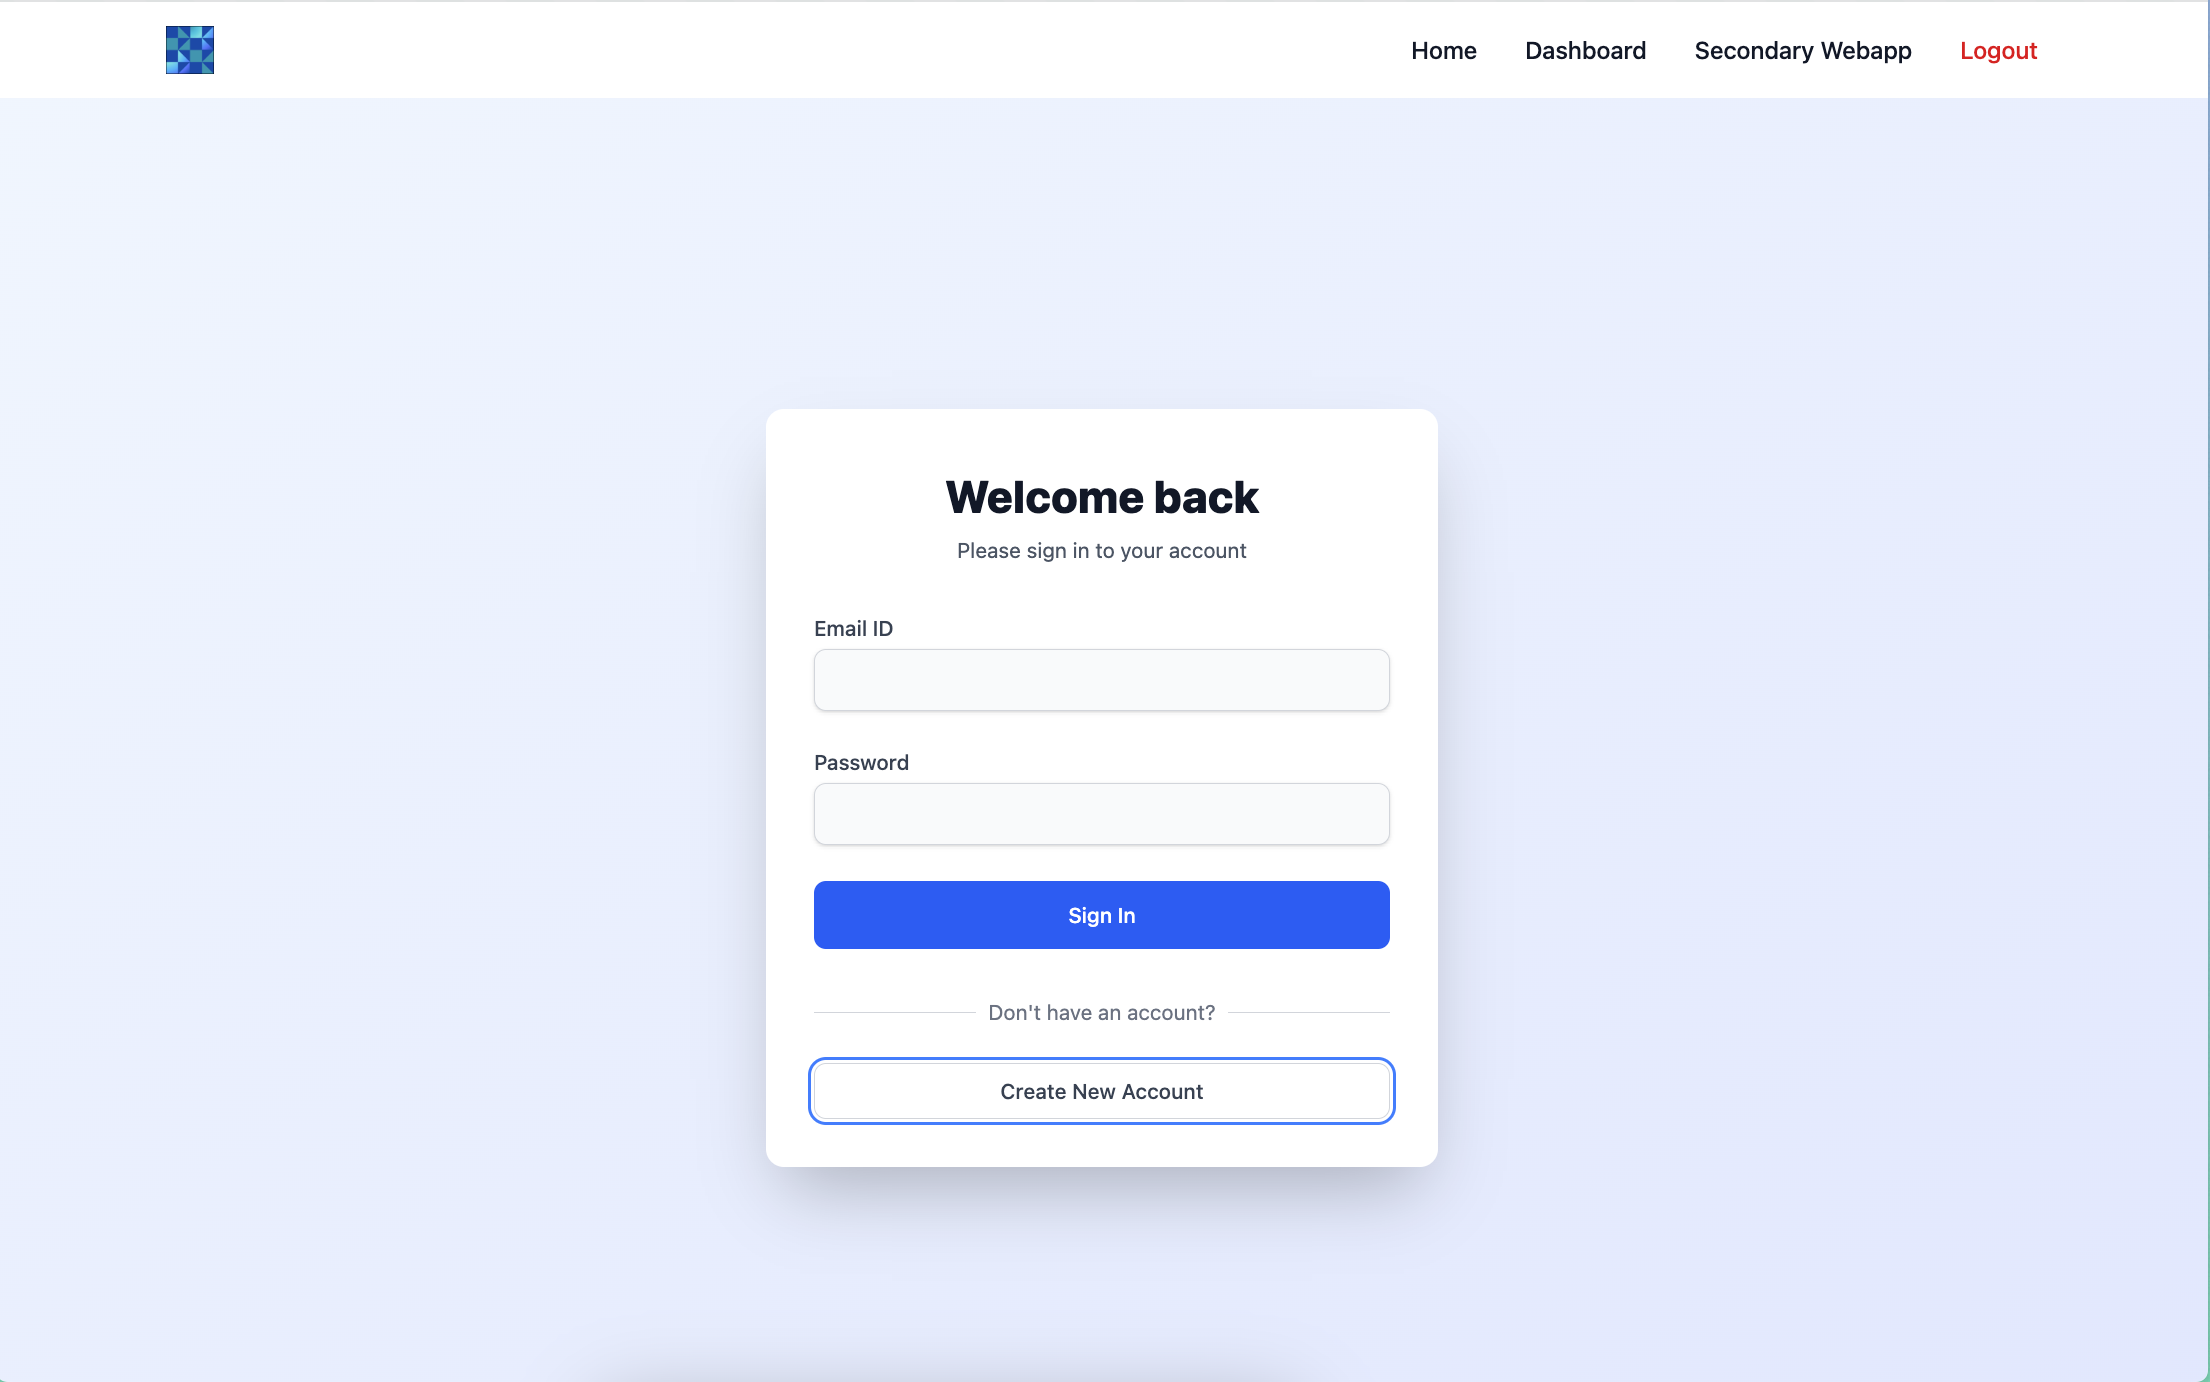 Home Dashboard Secondary Webapp Logout
Welcome back
Please sign in to your account
Email ID
Password
Sign In
Don't have an account?
Create New Account